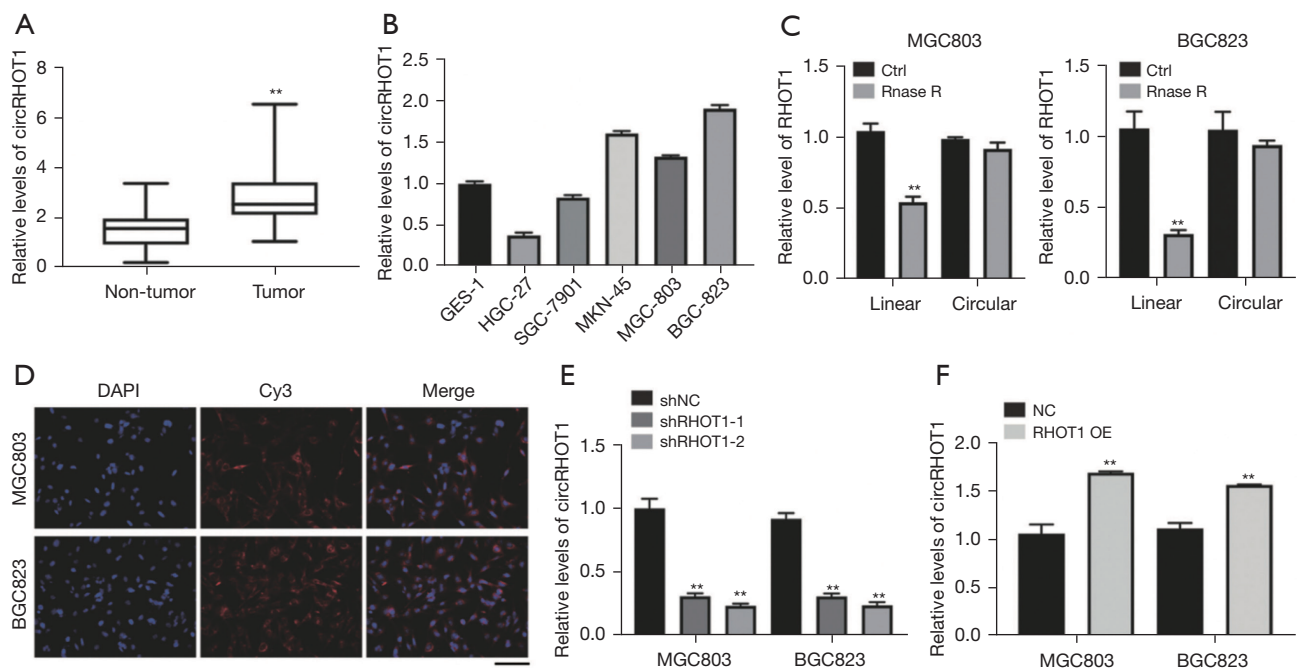 A
Relative levels of circRHOT1
8
6
4
2
0
Non-tumor
Tumor
**
B
Relative levels of circRHOT1
2.5
2.0
1.5
1.0
0.5
0.0
GES-1
HGC-27
SGC-7901
MKN-45
MGC-803
BGC-823
C
MGC803
Relative level of RHOT1
1.5
1.0
0.5
0.0
Ctrl
Rnase R
**
Linear
Circular
BGC823
Relative level of RHOT1
1.5
1.0
0.5
0.0
Ctrl
Rnase R
**
Linear
Circular
D
DAPI
Cy3
Merge
MGC803
BGC823
E
shNC
shRHOT1-1
shRHOT1-2
Relative levels of circRHOT1
1.5
1.0
0.5
0.0
**
**
**
**
MGC803
BGC823
F
NC
RHOT1 OE
Relative levels of circRHOT1
2.0
1.5
1.0
0.5
0.0
**
**
MGC803
BGC823